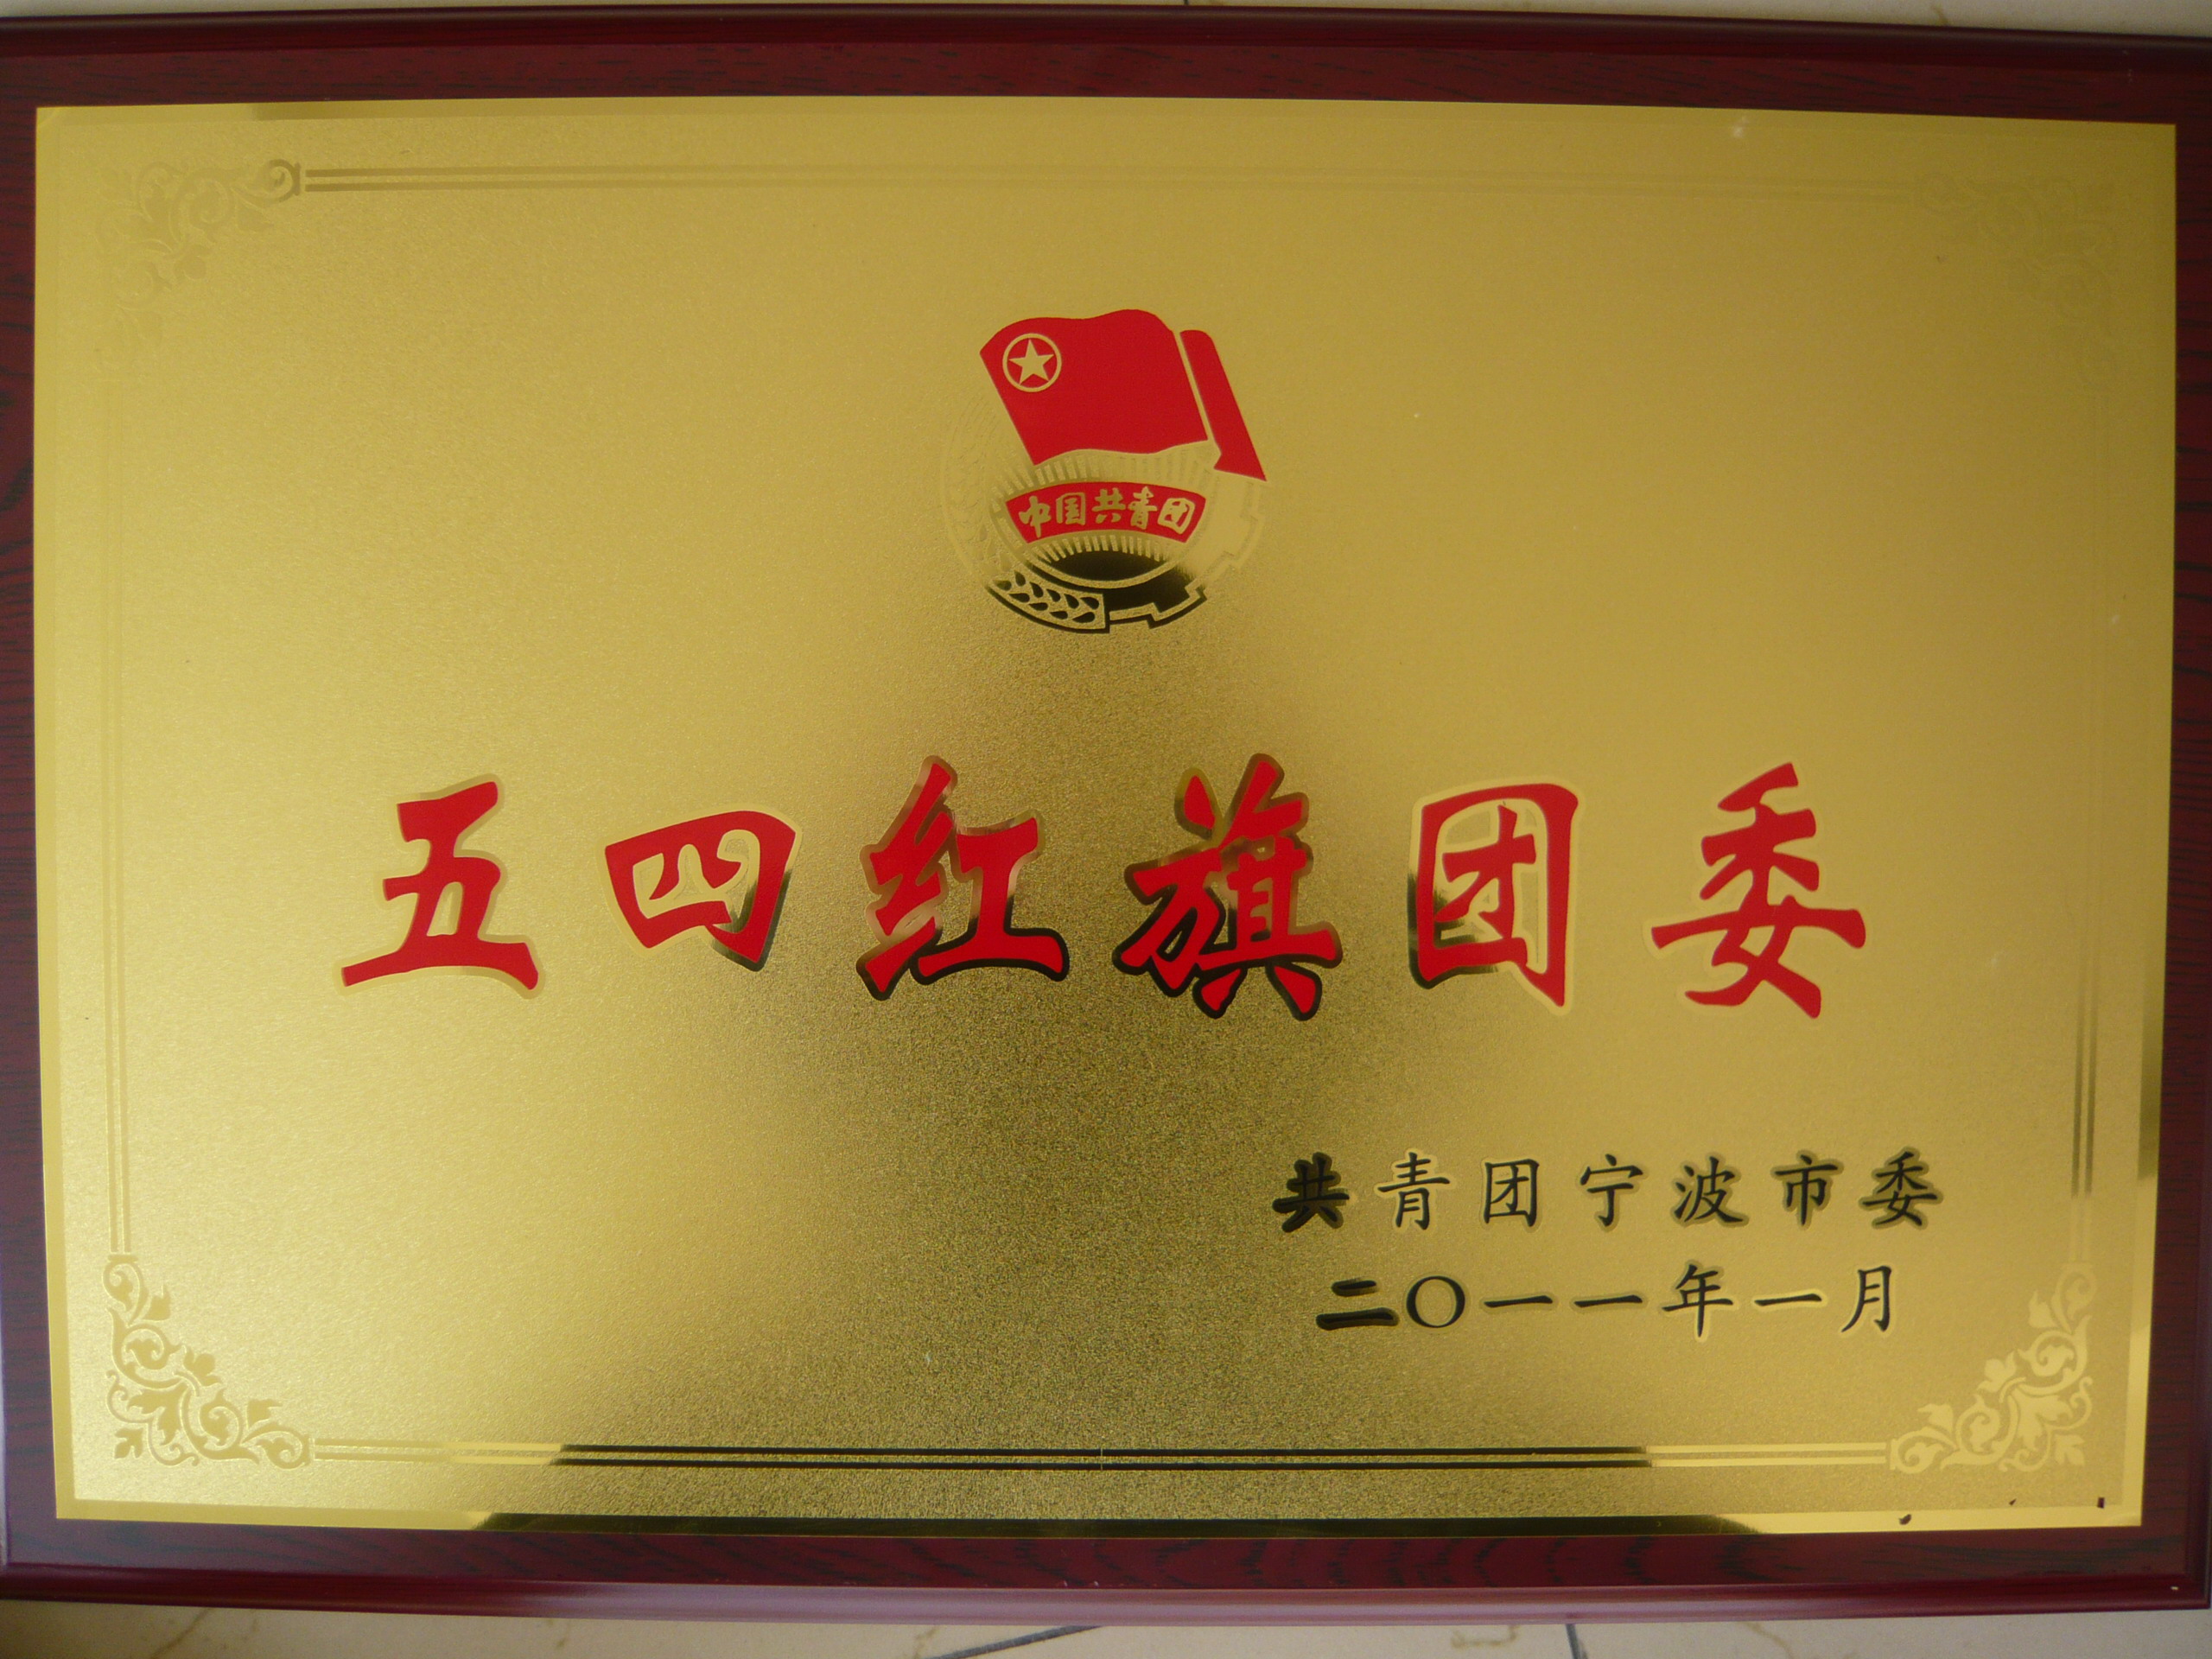 中国共青团
五四红旗团委
共青团宁波市委
二〇一一年一月